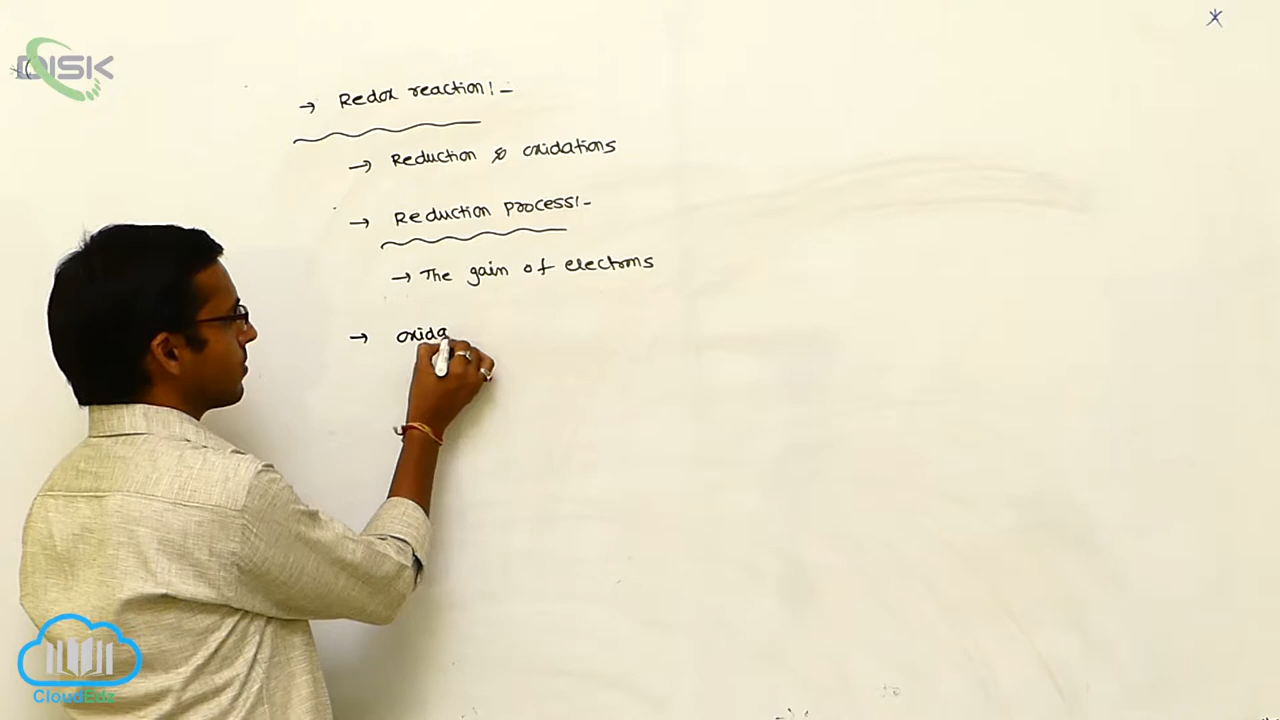 DISK
→ Redox reaction:-
→ Reduction & oxidations
→ Reduction process:-
→ The gain of electrons
→ oxida
CloudEdz